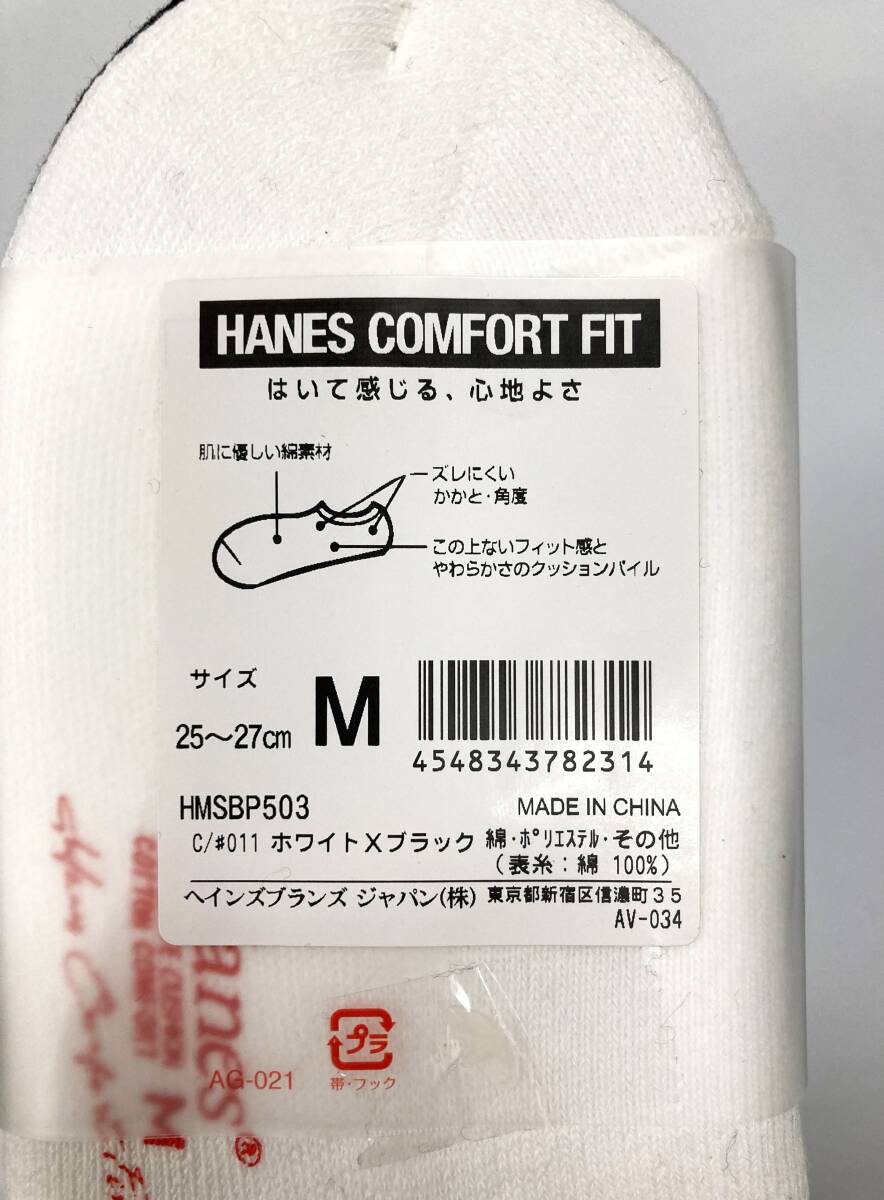 HANES COMFORT FIT
はいて感じる、心地よさ
肌に優しい綿素材
ズレにくい
かかと・角度
この上ないフィット感と
やわらかさのクッションパイル
サイズ
25〜27cm
M
4548343782314
HMSBP503
MADE IN CHINA
C/#011 ホワイトXブラック
綿・ポリエステル・その他
(表糸:綿 100%)
ヘインズブランズ ジャパン(株) 東京都新宿区信濃町35
AV-034
anes®
CUSHION
COTTON COMFORT
M
プラ
帯・フック
AG-021